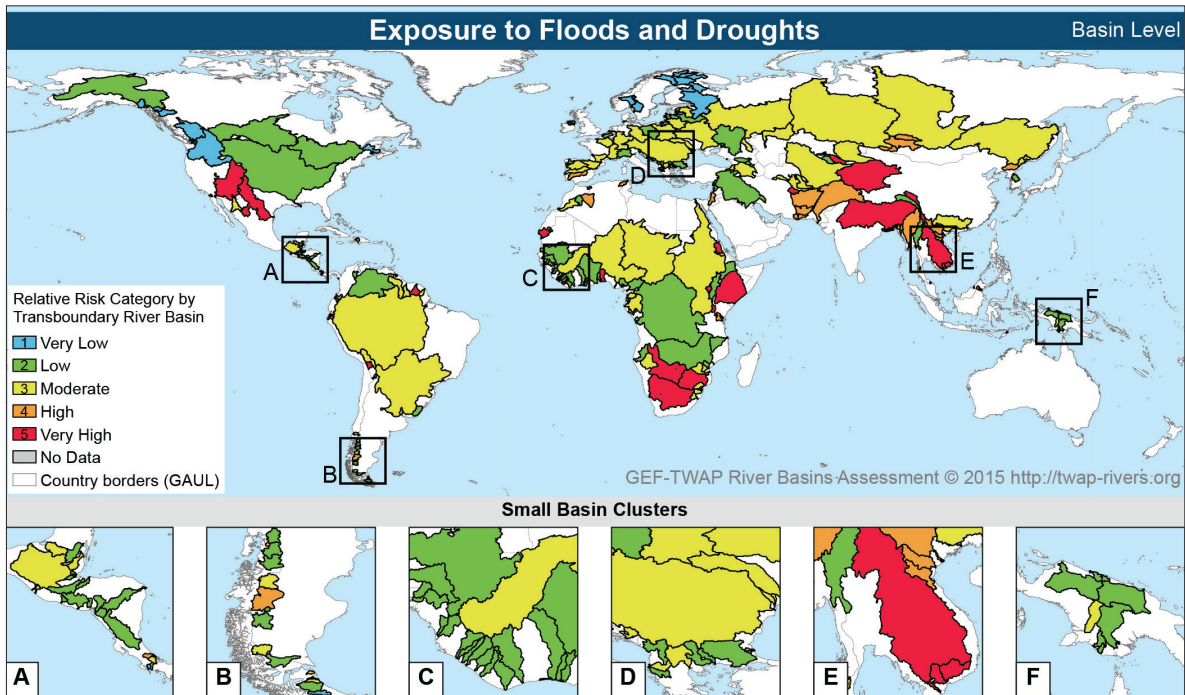 Exposure to Floods and Droughts
Basin Level
A
B
C
D
E
F
Relative Risk Category by
Transboundary River Basin
1 Very Low
2 Low
3 Moderate
4 High
5 Very High
No Data
Country borders (GAUL)
GEF-TWAP River Basins Assessment © 2015 http://twap-rivers.org
Small Basin Clusters
A
B
C
D
E
F